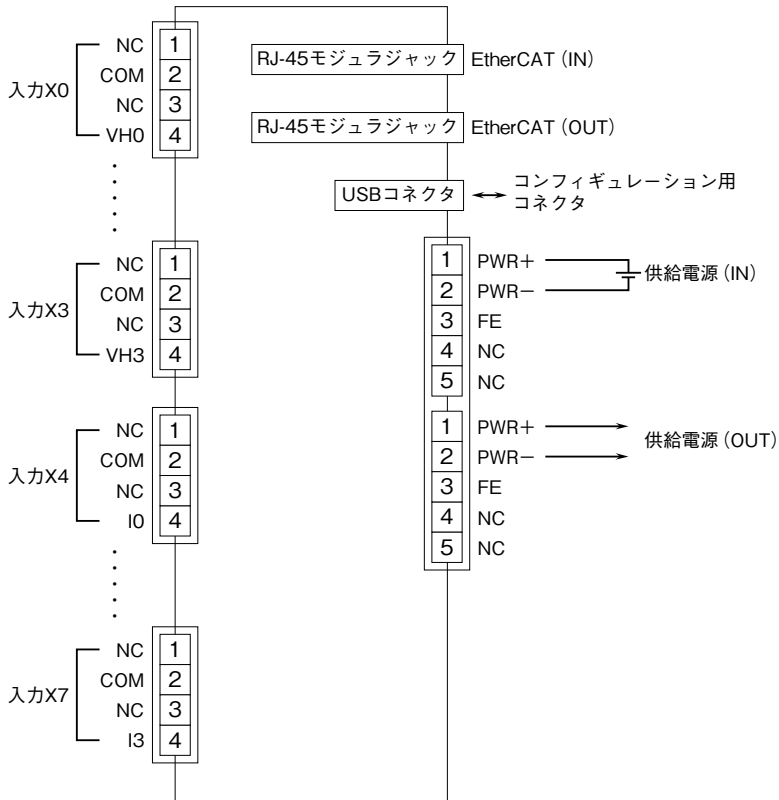 入力X0
NC 1
COM 2
NC 3
VH0 4
入力X3
NC 1
COM 2
NC 3
VH3 4
入力X4
NC 1
COM 2
NC 3
I0 4
入力X7
NC 1
COM 2
NC 3
I3 4
RJ-45モジュラジャック EtherCAT (IN)
RJ-45モジュラジャック EtherCAT (OUT)
USBコネクタ
コンフィギュレーション用
コネクタ
1 PWR+
2 PWR−
3 FE
4 NC
5 NC
供給電源 (IN)
1 PWR+
2 PWR−
3 FE
4 NC
5 NC
供給電源 (OUT)